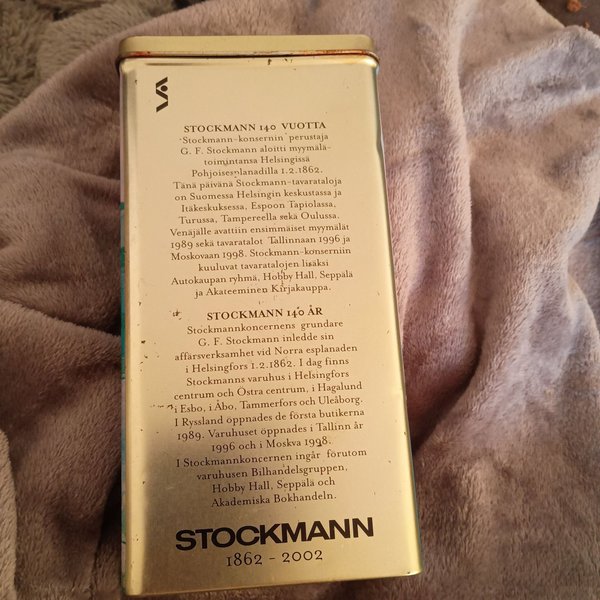 STOCKMANN 140 VUOTTA
Stockmann-konsernin perustaja
G. F. Stockmann aloitti myymälä-
toimintansa Helsingissä
Pohjoisesplanadilla 1.2.1862.
Tänä päivänä Stockmann-tavarataloja
on Suomessa Helsingin keskustassa ja
Itäkeskuksessa, Espoon Tapiolassa,
Turussa, Tampereella sekä Oulussa.
Venäjälle avattiin ensimmäiset myymälät
1989 sekä tavaratalot Tallinnaan 1996 ja
Moskovaan 1998. Stockmann-konserniin
kuuluvat tavaratalojen lisäksi
Autokaupan ryhmä, Hobby Hall, Seppälä
ja Akateeminen Kirjakauppa.
STOCKMANN 140 ÅR
Stockmannkoncernens grundare
G. F. Stockmann inledde sin
affärsverksamhet vid Norra esplanaden
i Helsingfors 1.2.1862. I dag finns
Stockmanns varuhus i Helsingfors
centrum och Östra centrum, i Hagalund
i Esbo, i Åbo, Tammerfors och Uleåborg.
I Ryssland öppnades de första butikerna
1989. Varuhuset öppnades i Tallinn år
1996 och i Moskva 1998.
I Stockmannkoncernen ingår förutom
varuhusen Bilhandelsgruppen,
Hobby Hall, Seppälä och
Akademiska Bokhandeln.
STOCKMANN
1862 - 2002